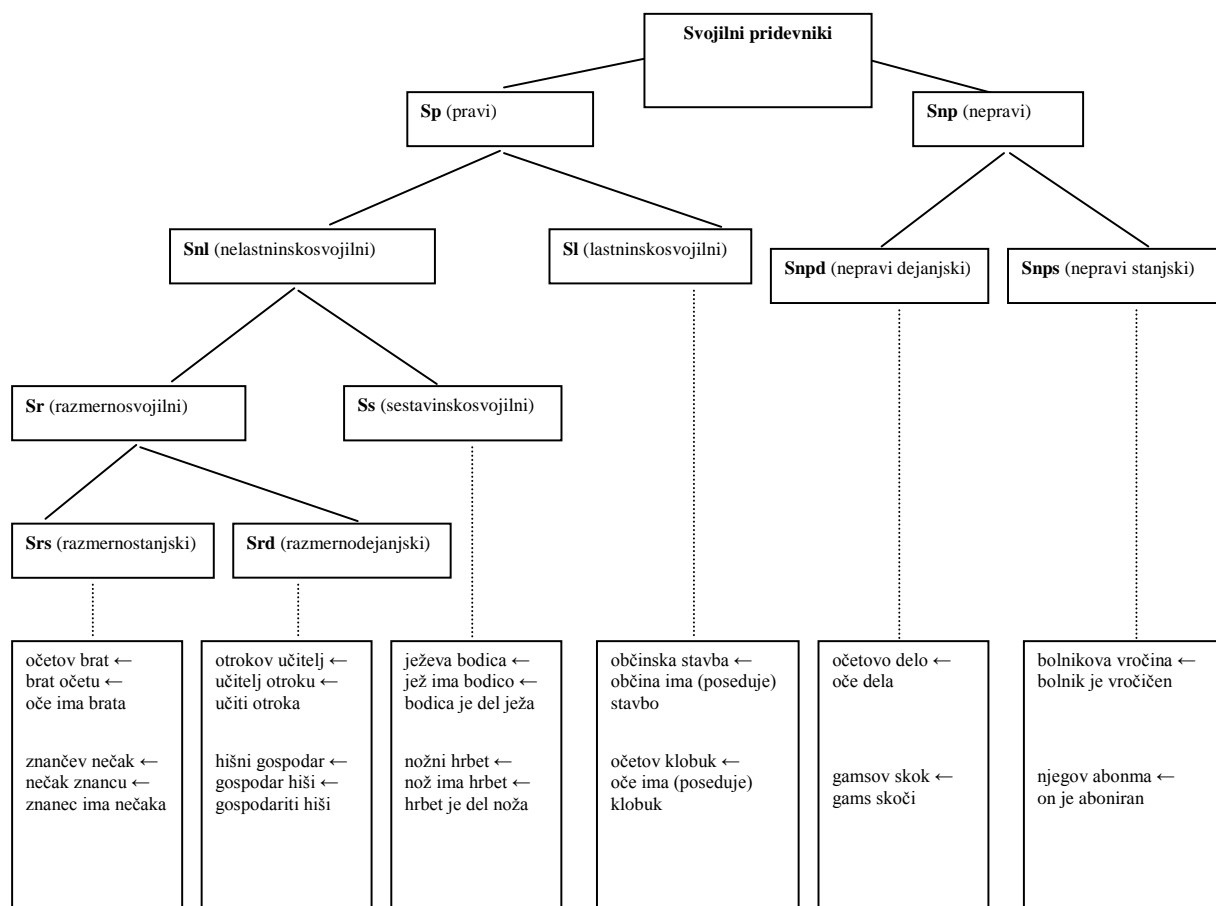 Svojilni pridevniki
Sp (pravi)
Snp (nepravi)
Snl (nelastninskosvojilni)
Sl (lastninskosvojilni)
Snpd (nepravi dejanjski)
Snps (nepravi stanjski)
Sr (razmernosvojilni)
Ss (sestavinskosvojilni)
Srs (razmernostanjski)
Srd (razmernodejanjski)
očetov brat ←
brat očetu ←
oče ima brata
znančev nečak ←
nečak znancu ←
znanec ima nečaka
otrokov učitelj ←
učitelj otroku ←
učiti otroka
hišni gospodar ←
gospodar hiši ←
gospodariti hiši
ježeva bodica ←
jež ima bodico ←
bodica je del ježa
nožni hrbet ←
nož ima hrbet ←
hrbet je del noža
občinska stavba ←
občina ima (poseduje)
stavbo
očetov klobuk ←
oče ima (poseduje)
klobuk
očetovo delo ←
oče dela
gamsov skok ←
gams skoči
bolnikova vročina ←
bolnik je vročičen
njegov abonma ←
on je aboniran